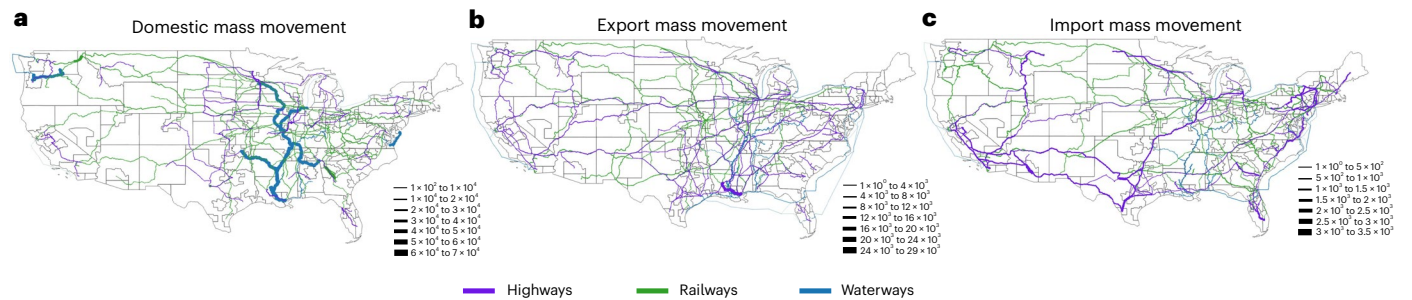 a
Domestic mass movement
1 × 10² to 1 × 10⁴
1 × 10⁴ to 2 × 10⁴
2 × 10⁴ to 3 × 10⁴
3 × 10⁴ to 4 × 10⁴
4 × 10⁴ to 5 × 10⁴
5 × 10⁴ to 6 × 10⁴
6 × 10⁴ to 7 × 10⁴
b
Export mass movement
1 × 10⁰ to 4 × 10³
4 × 10³ to 8 × 10³
8 × 10³ to 12 × 10³
12 × 10³ to 16 × 10³
16 × 10³ to 20 × 10³
20 × 10³ to 24 × 10³
24 × 10³ to 29 × 10³
c
Import mass movement
1 × 10⁰ to 5 × 10²
5 × 10² to 1 × 10³
1 × 10³ to 1.5 × 10³
1.5 × 10³ to 2 × 10³
2 × 10³ to 2.5 × 10³
2.5 × 10³ to 3 × 10³
3 × 10³ to 3.5 × 10³
Highways
Railways
Waterways